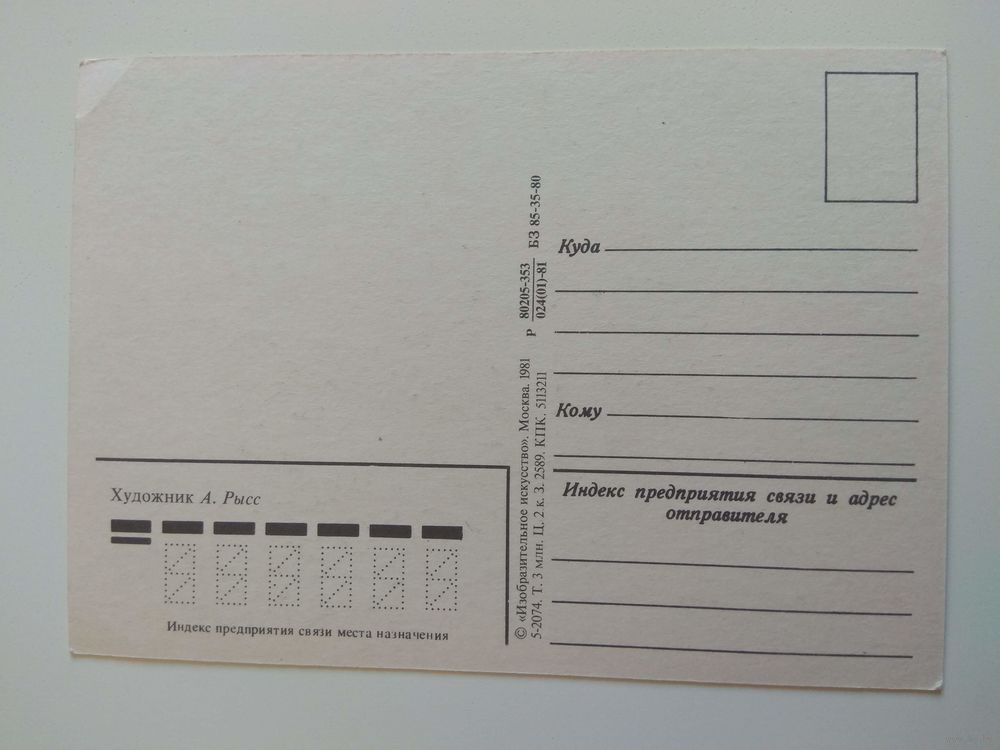 Художник А. Рысс
Индекс предприятия связи места назначения
© «Изобразительное искусство». Москва. 1981
5-2074. Т. 3 млн. Ц. 2 к. З. 2589. КПК. 5113211
Р 80205-353 БЗ 85-35-80
024(01)-81
Куда
Кому
Индекс предприятия связи и адрес
отправителя